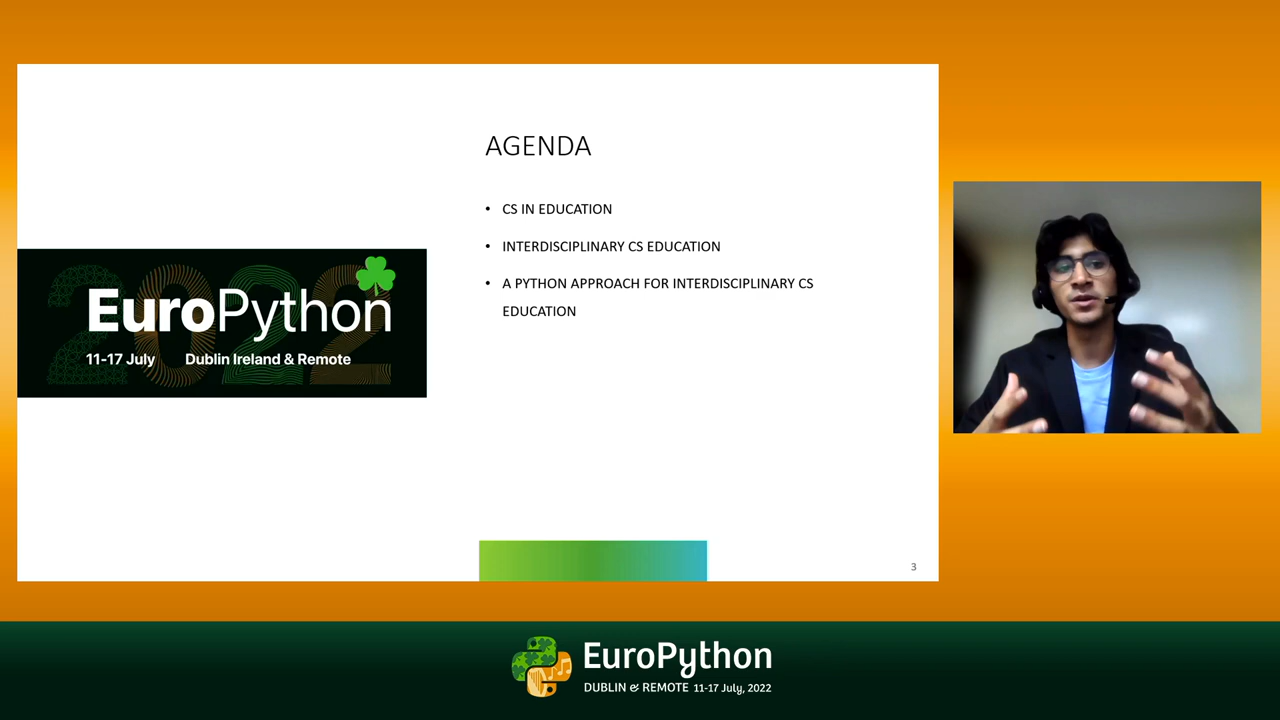 AGENDA
• CS IN EDUCATION
• INTERDISCIPLINARY CS EDUCATION
• A PYTHON APPROACH FOR INTERDISCIPLINARY CS
EDUCATION
2022
EuroPython
11-17 July Dublin Ireland & Remote
3
EuroPython
DUBLIN & REMOTE 11-17 July, 2022